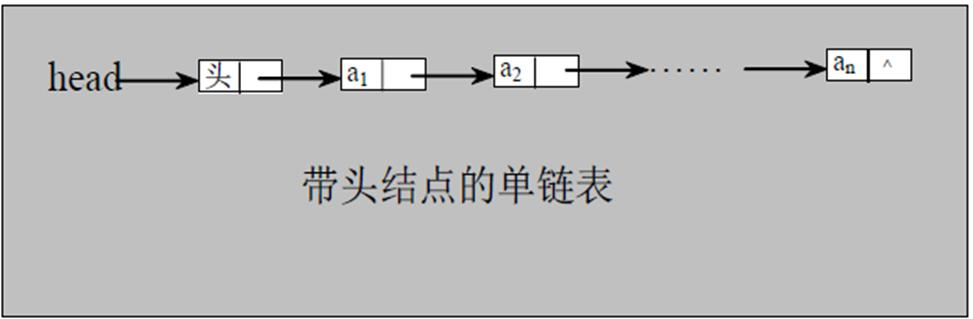 head 头 a₁ a₂ ...... aₙ ^
带头结点的单链表